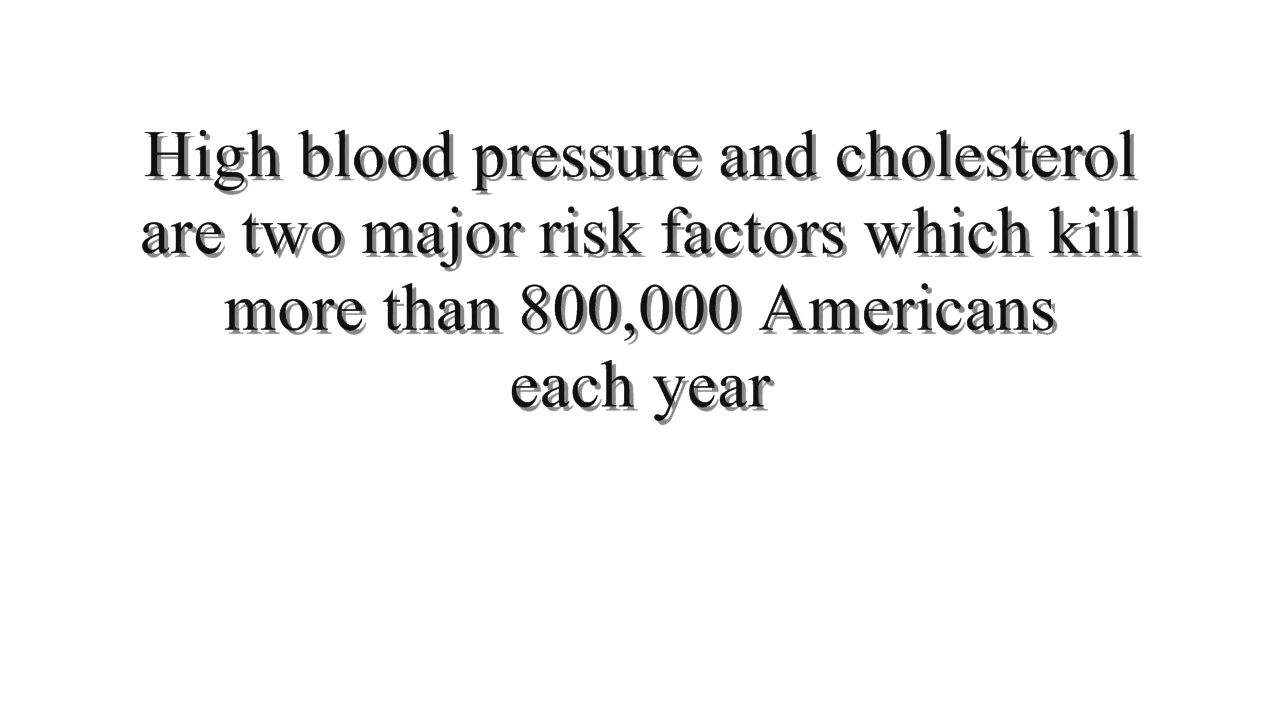 High blood pressure and cholesterol
are two major risk factors which kill
more than 800,000 Americans
each year